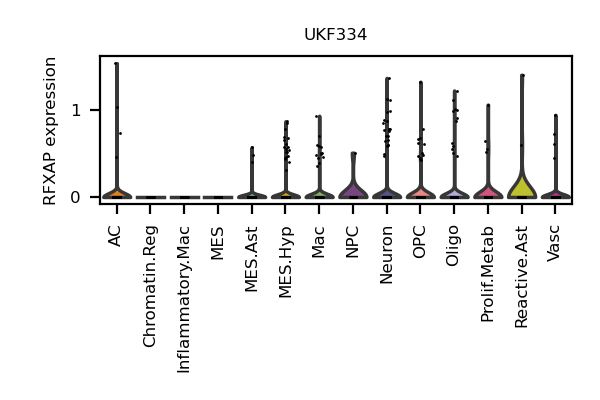 UKF334
RFXAP expression
1
0
AC
Chromatin.Reg
Inflammatory.Mac
MES
MES.Ast
MES.Hyp
Mac
NPC
Neuron
OPC
Oligo
Prolif.Metab
Reactive.Ast
Vasc